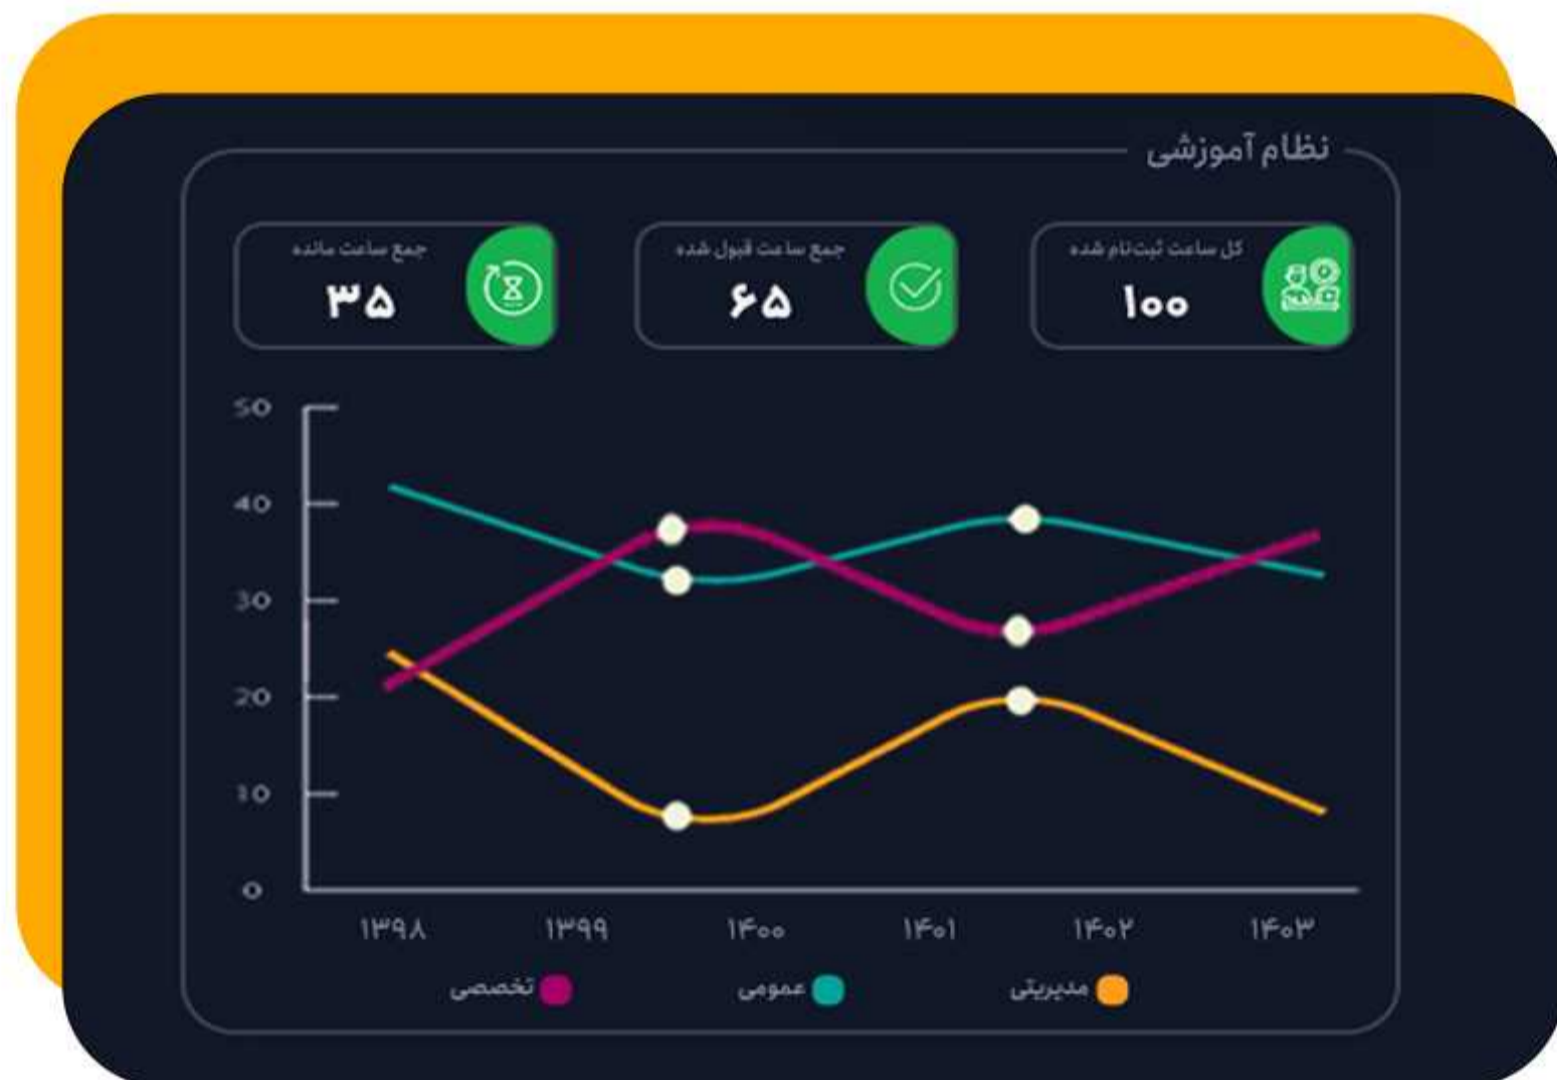 نظام آموزشی
کل ساعت ثبت‌نام شده
۱۰۰
جمع ساعت قبول شده
۶۵
جمع ساعت مانده
۳۵
50
40
30
20
10
0
۱۳۹۸ ۱۳۹۹ ۱۴۰۰ ۱۴۰۱ ۱۴۰۲ ۱۴۰۳
مدیریتی عمومی تخصصی